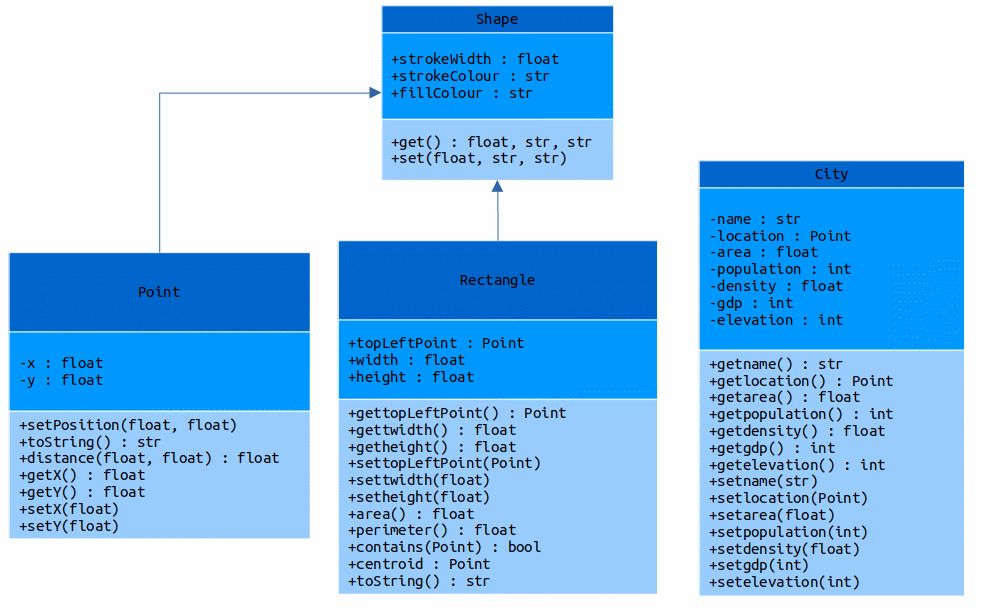 Shape
+strokeWidth : float
+strokeColour : str
+fillColour : str
+get() : float, str, str
+set(float, str, str)
Point
-x : float
-y : float
+setPosition(float, float)
+toString() : str
+distance(float, float) : float
+getX() : float
+getY() : float
+setX(float)
+setY(float)
Rectangle
+topLeftPoint : Point
+width : float
+height : float
+gettopLeftPoint() : Point
+gettwidth() : float
+getheight() : float
+settopLeftPoint(Point)
+settwidth(float)
+setheight(float)
+area() : float
+perimeter() : float
+contains(Point) : bool
+centroid : Point
+toString() : str
City
-name : str
-location : Point
-area : float
-population : int
-density : float
-gdp : int
-elevation : int
+getname() : str
+getlocation() : Point
+getarea() : float
+getpopulation() : int
+getdensity() : float
+getgdp() : int
+getelevation() : int
+setname(str)
+setlocation(Point)
+setarea(float)
+setpopulation(int)
+setdensity(float)
+setgdp(int)
+setelevation(int)